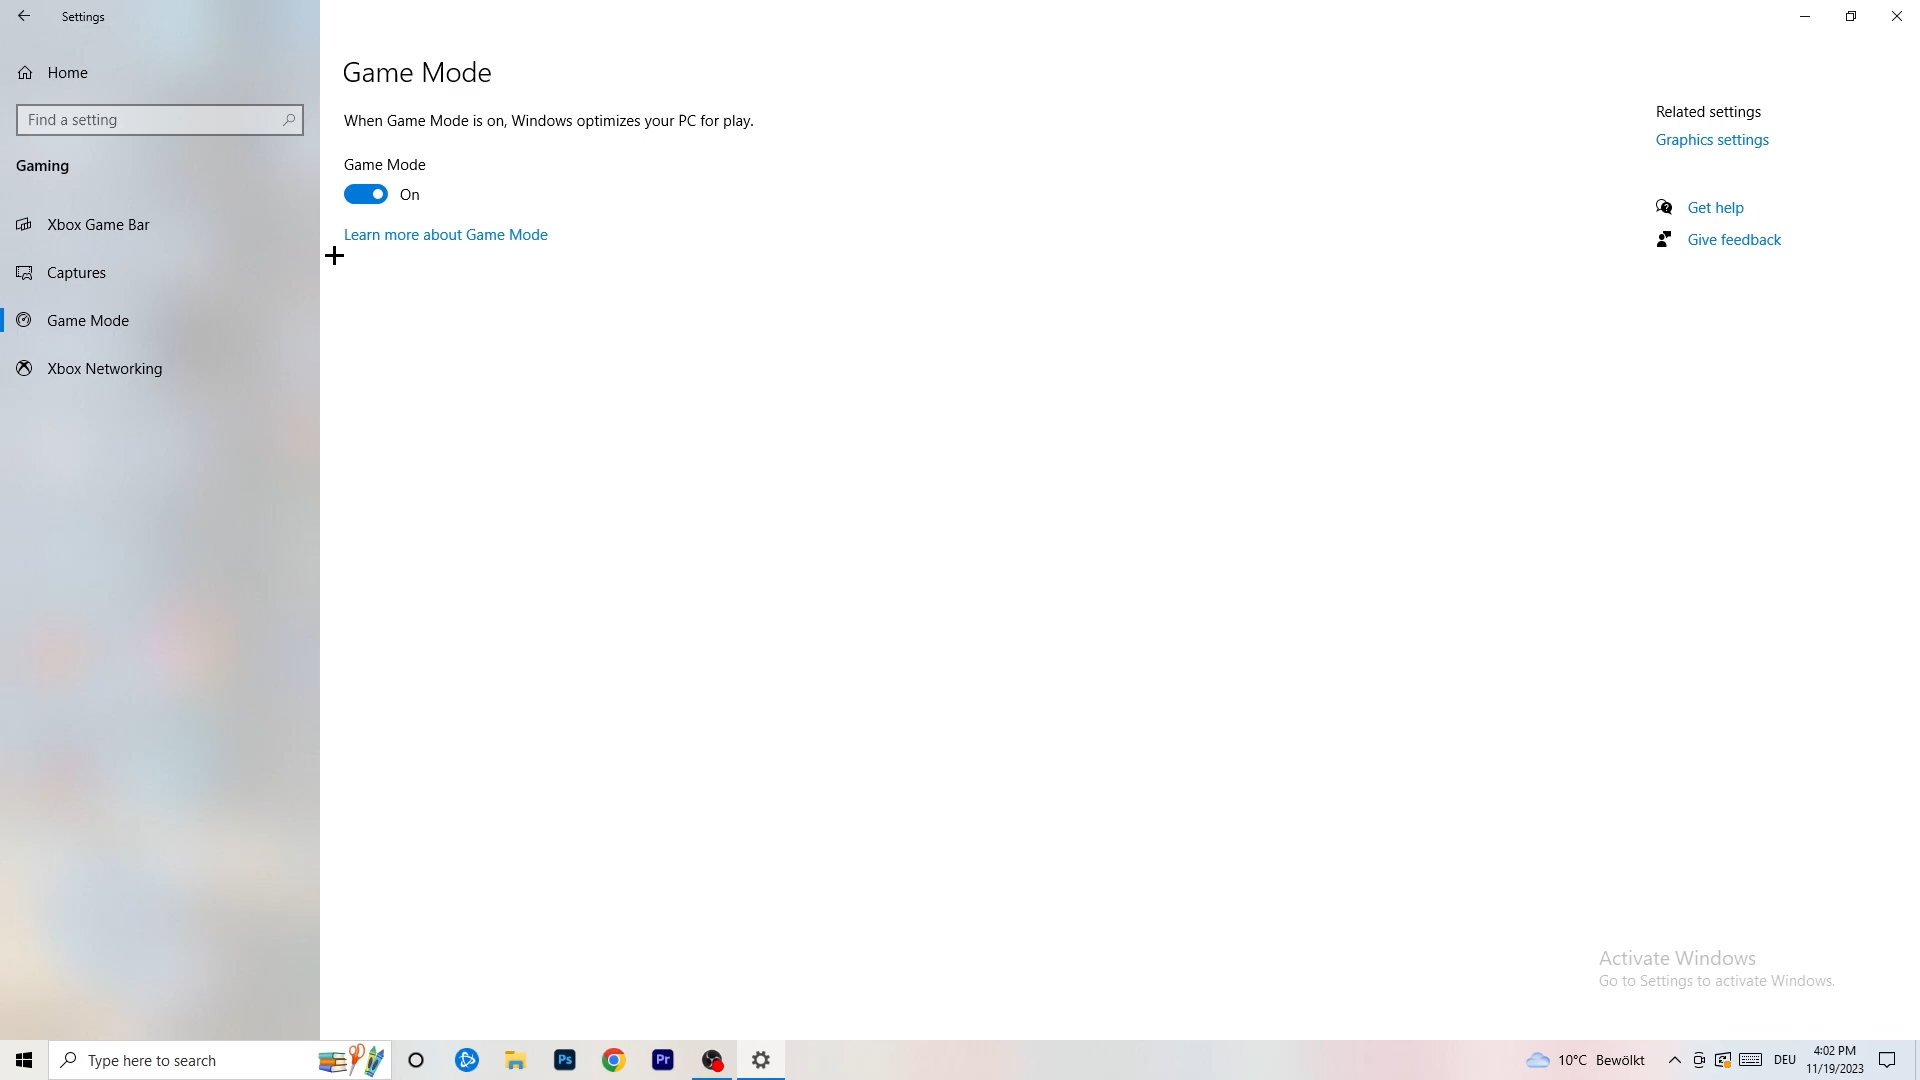 Settings
Home
Find a setting
Gaming
Xbox Game Bar
Captures
Game Mode
Xbox Networking
Game Mode
When Game Mode is on, Windows optimizes your PC for play.
Game Mode
On
Learn more about Game Mode
Related settings
Graphics settings
Get help
Give feedback
Activate Windows
Go to Settings to activate Windows.
Type here to search
Ps
Pr
10°C Bewölkt
DEU
4:02 PM
11/19/2023